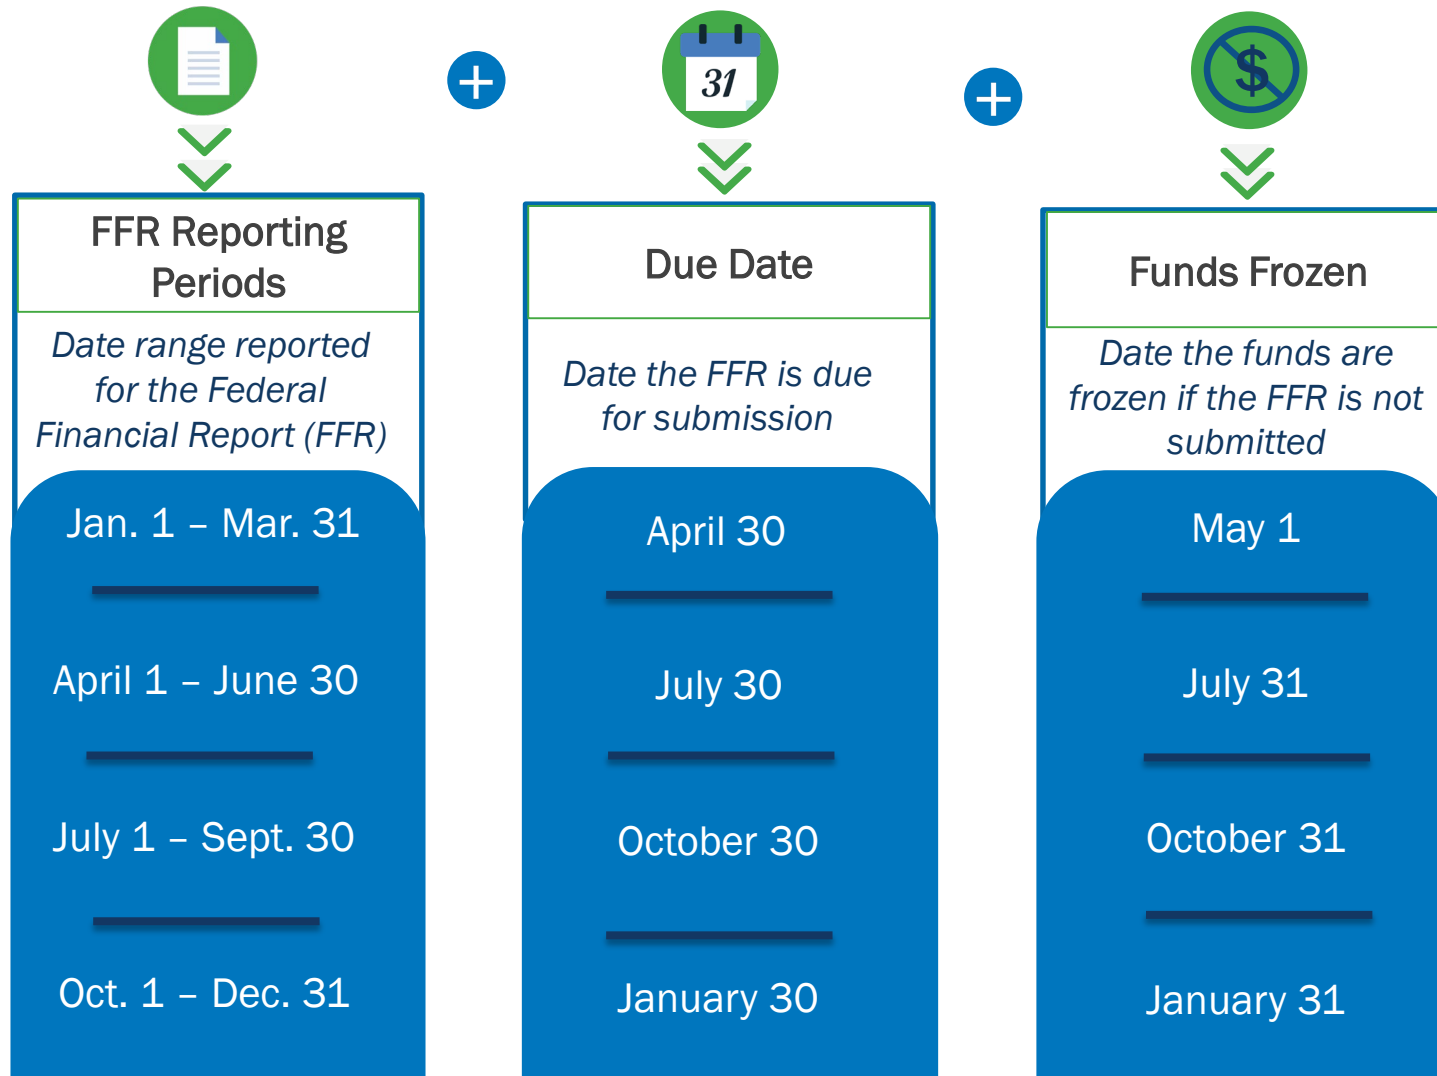 31
$
FFR Reporting
Periods
Date range reported
for the Federal
Financial Report (FFR)
Jan. 1 – Mar. 31
April 1 – June 30
July 1 – Sept. 30
Oct. 1 – Dec. 31
Due Date
Date the FFR is due
for submission
April 30
July 30
October 30
January 30
Funds Frozen
Date the funds are
frozen if the FFR is not
submitted
May 1
July 31
October 31
January 31